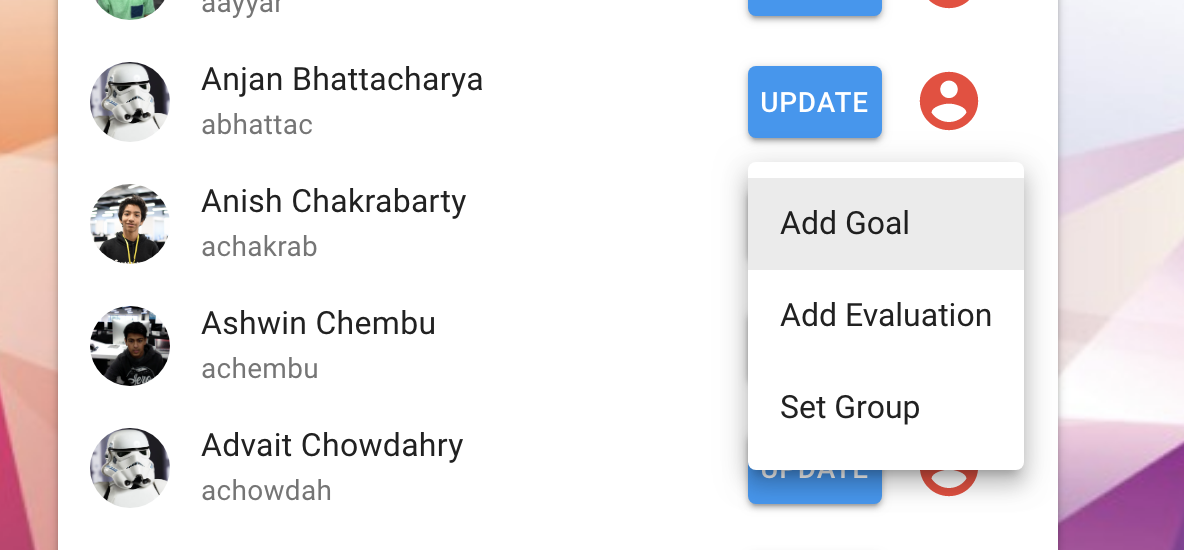 aayyar
Anjan Bhattacharya
abhattac
UPDATE
Anish Chakrabarty
achakrab
Add Goal
Add Evaluation
Set Group
Ashwin Chembu
achembu
Advait Chowdahry
achowdah
UPDATE